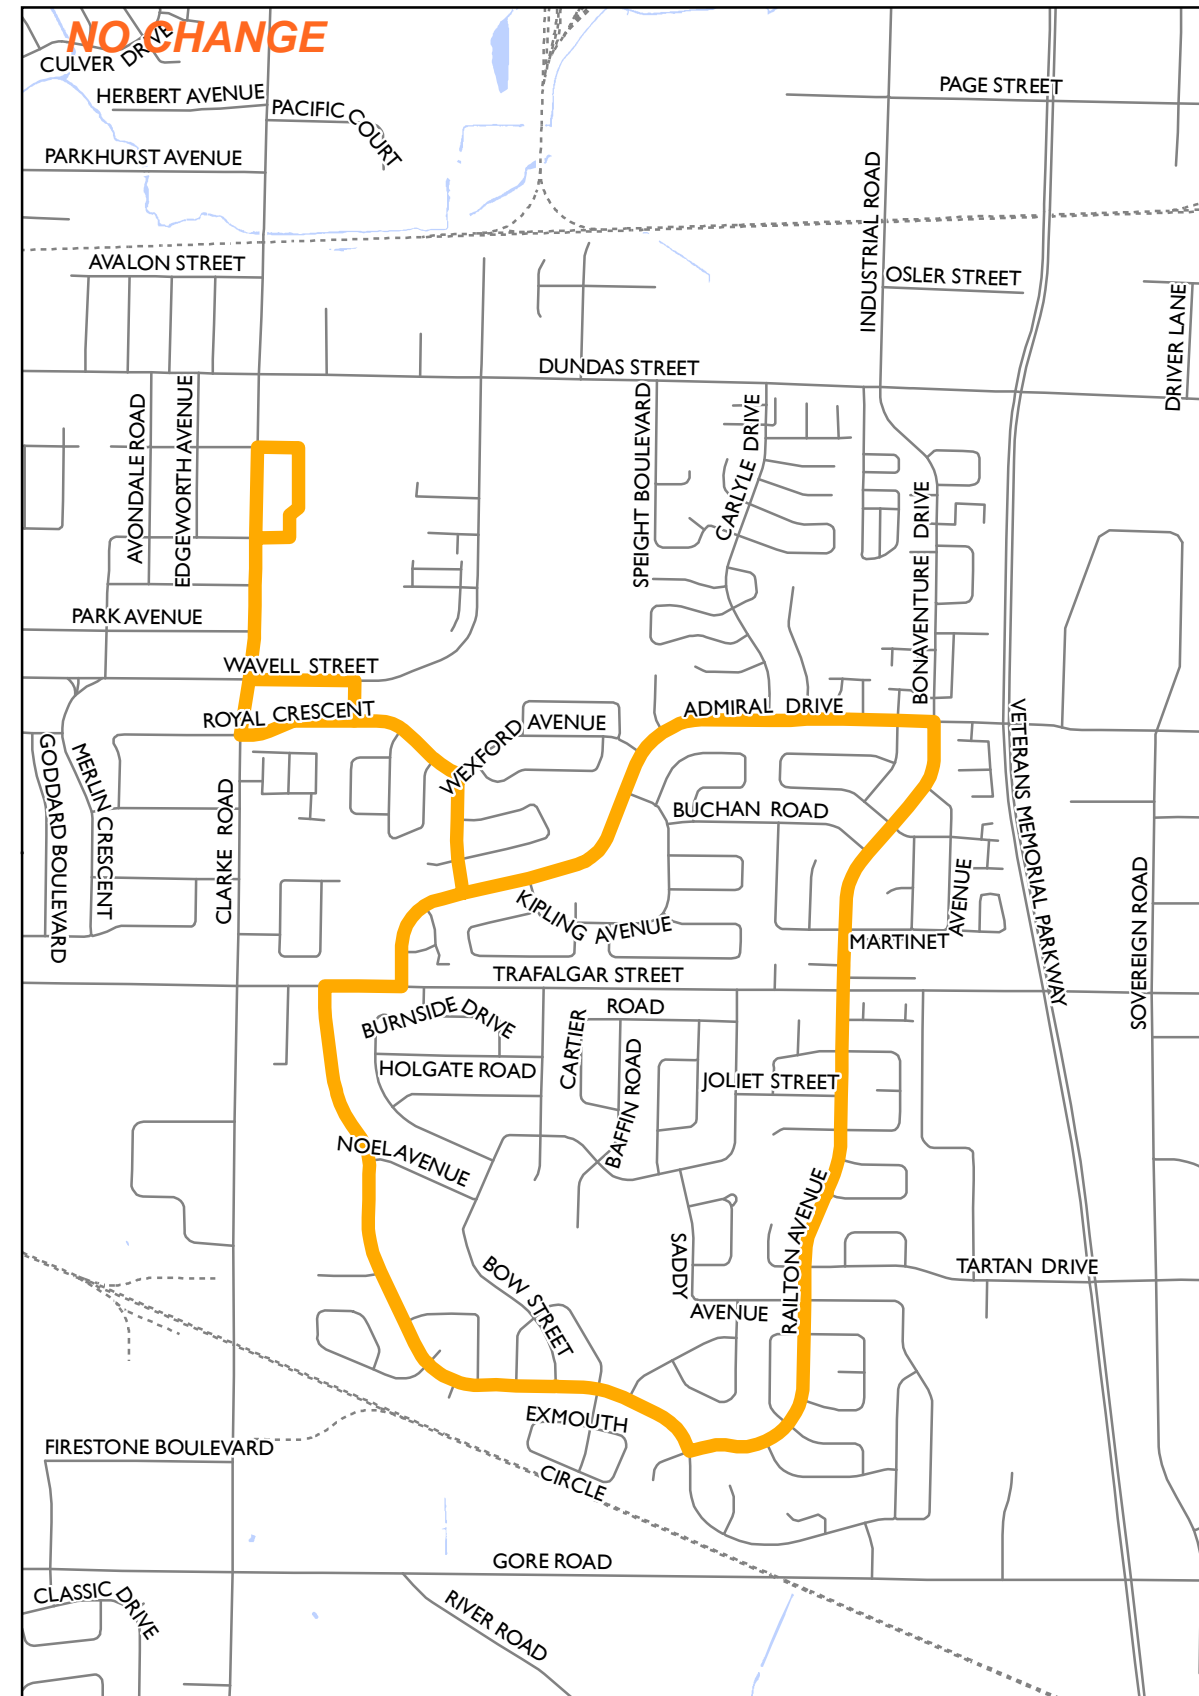 NO CHANGE
CULVER DRIVE
HERBERT AVENUE
PACIFIC COURT
PAGE STREET
PARKHURST AVENUE
INDUSTRIAL ROAD
AVALON STREET
OSLER STREET
DRIVER LANE
DUNDAS STREET
AVONDALE ROAD
EDGEWORTH AVENUE
SPEIGHT BOULEVARD
CARLYLE DRIVE
BONAVENTURE DRIVE
PARK AVENUE
WAVELL STREET
ROYAL CRESCENT
ADMIRAL DRIVE
WEXFORD AVENUE
GODDARD BOULEVARD
MERLIN CRESCENT
CLARKE ROAD
BUCHAN ROAD
VETERANS MEMORIAL PARKWAY
SOVEREIGN ROAD
KIPLING AVENUE
MARTINET AVENUE
TRAFALGAR STREET
BURNSIDE DRIVE
CARTIER ROAD
HOLGATE ROAD
BAFFIN ROAD
JOLIET STREET
NOEL AVENUE
RAILTON AVENUE
SADDY AVENUE
BOW STREET
TARTAN DRIVE
EXMOUTH CIRCLE
FIRESTONE BOULEVARD
GORE ROAD
CLASSIC DRIVE
RIVER ROAD